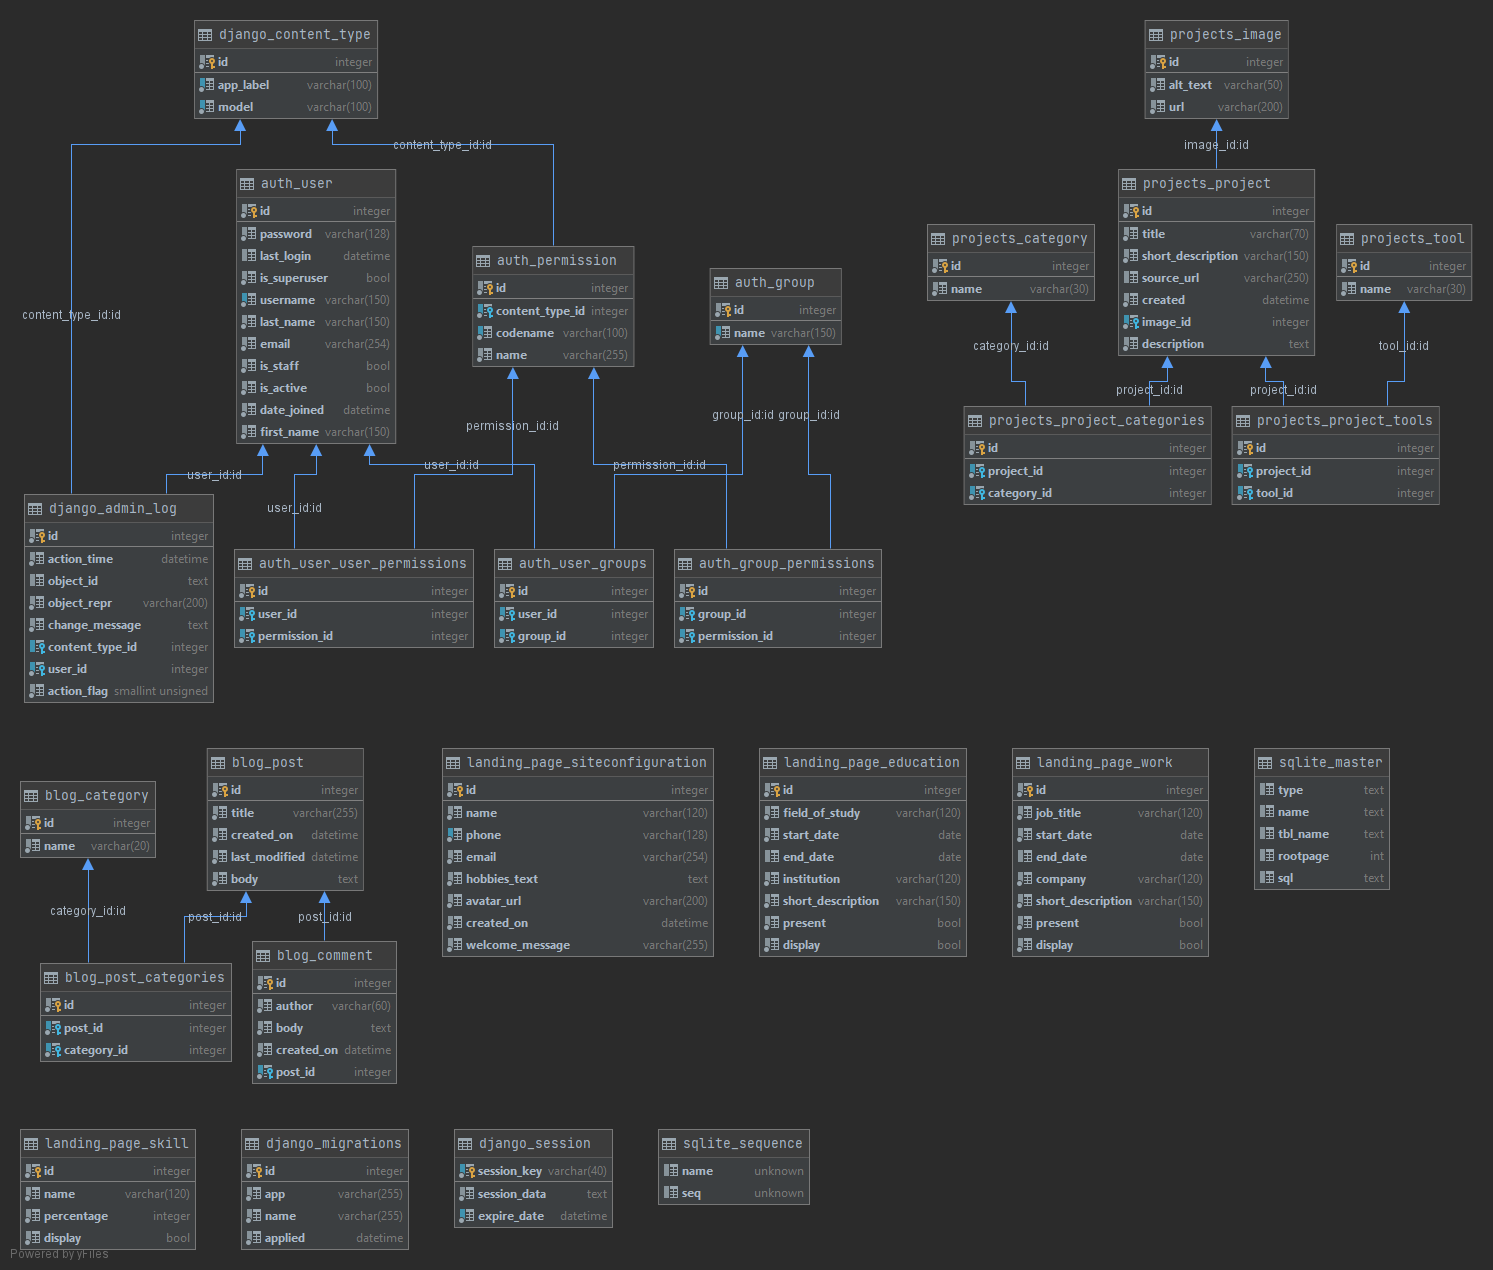 django_content_type
id integer
app_label varchar(100)
model varchar(100)
projects_image
id integer
alt_text varchar(50)
url varchar(200)
content_type_id:id
image_id:id
auth_user
id integer
password varchar(128)
last_login datetime
is_superuser bool
username varchar(150)
last_name varchar(150)
email varchar(254)
is_staff bool
is_active bool
date_joined datetime
first_name varchar(150)
projects_project
id integer
title varchar(70)
short_description varchar(150)
source_url varchar(250)
created datetime
image_id integer
description text
projects_category
id integer
name varchar(30)
projects_tool
id integer
name varchar(30)
auth_permission
id integer
content_type_id integer
codename varchar(100)
name varchar(255)
auth_group
id integer
name varchar(150)
content_type_id:id
category_id:id
tool_id:id
project_id:id
project_id:id
group_id:id
group_id:id
permission_id:id
user_id:id
user_id:id
permission_id:id
user_id:id
projects_project_categories
id integer
project_id integer
category_id integer
projects_project_tools
id integer
project_id integer
tool_id integer
django_admin_log
id integer
action_time datetime
object_id text
object_repr varchar(200)
change_message text
content_type_id integer
user_id integer
action_flag smallint unsigned
auth_user_user_permissions
id integer
user_id integer
permission_id integer
auth_user_groups
id integer
user_id integer
group_id integer
auth_group_permissions
id integer
group_id integer
permission_id integer
blog_category
id integer
name varchar(20)
blog_post
id integer
title varchar(255)
created_on datetime
last_modified datetime
body text
landing_page_siteconfiguration
id integer
name varchar(120)
phone varchar(128)
email varchar(254)
hobbies_text text
avatar_url varchar(200)
created_on datetime
welcome_message varchar(255)
landing_page_education
id integer
field_of_study varchar(120)
start_date date
end_date date
institution varchar(120)
short_description varchar(150)
present bool
display bool
landing_page_work
id integer
job_title varchar(120)
start_date date
end_date date
company varchar(120)
short_description varchar(150)
present bool
display bool
sqlite_master
type text
name text
tbl_name text
rootpage int
sql text
category_id:id
post_id:id
post_id:id
blog_post_categories
id integer
post_id integer
category_id integer
blog_comment
id integer
author varchar(60)
body text
created_on datetime
post_id integer
landing_page_skill
id integer
name varchar(120)
percentage integer
display bool
django_migrations
id integer
app varchar(255)
name varchar(255)
applied datetime
django_session
session_key varchar(40)
session_data text
expire_date datetime
sqlite_sequence
name unknown
seq unknown
Powered by yFiles